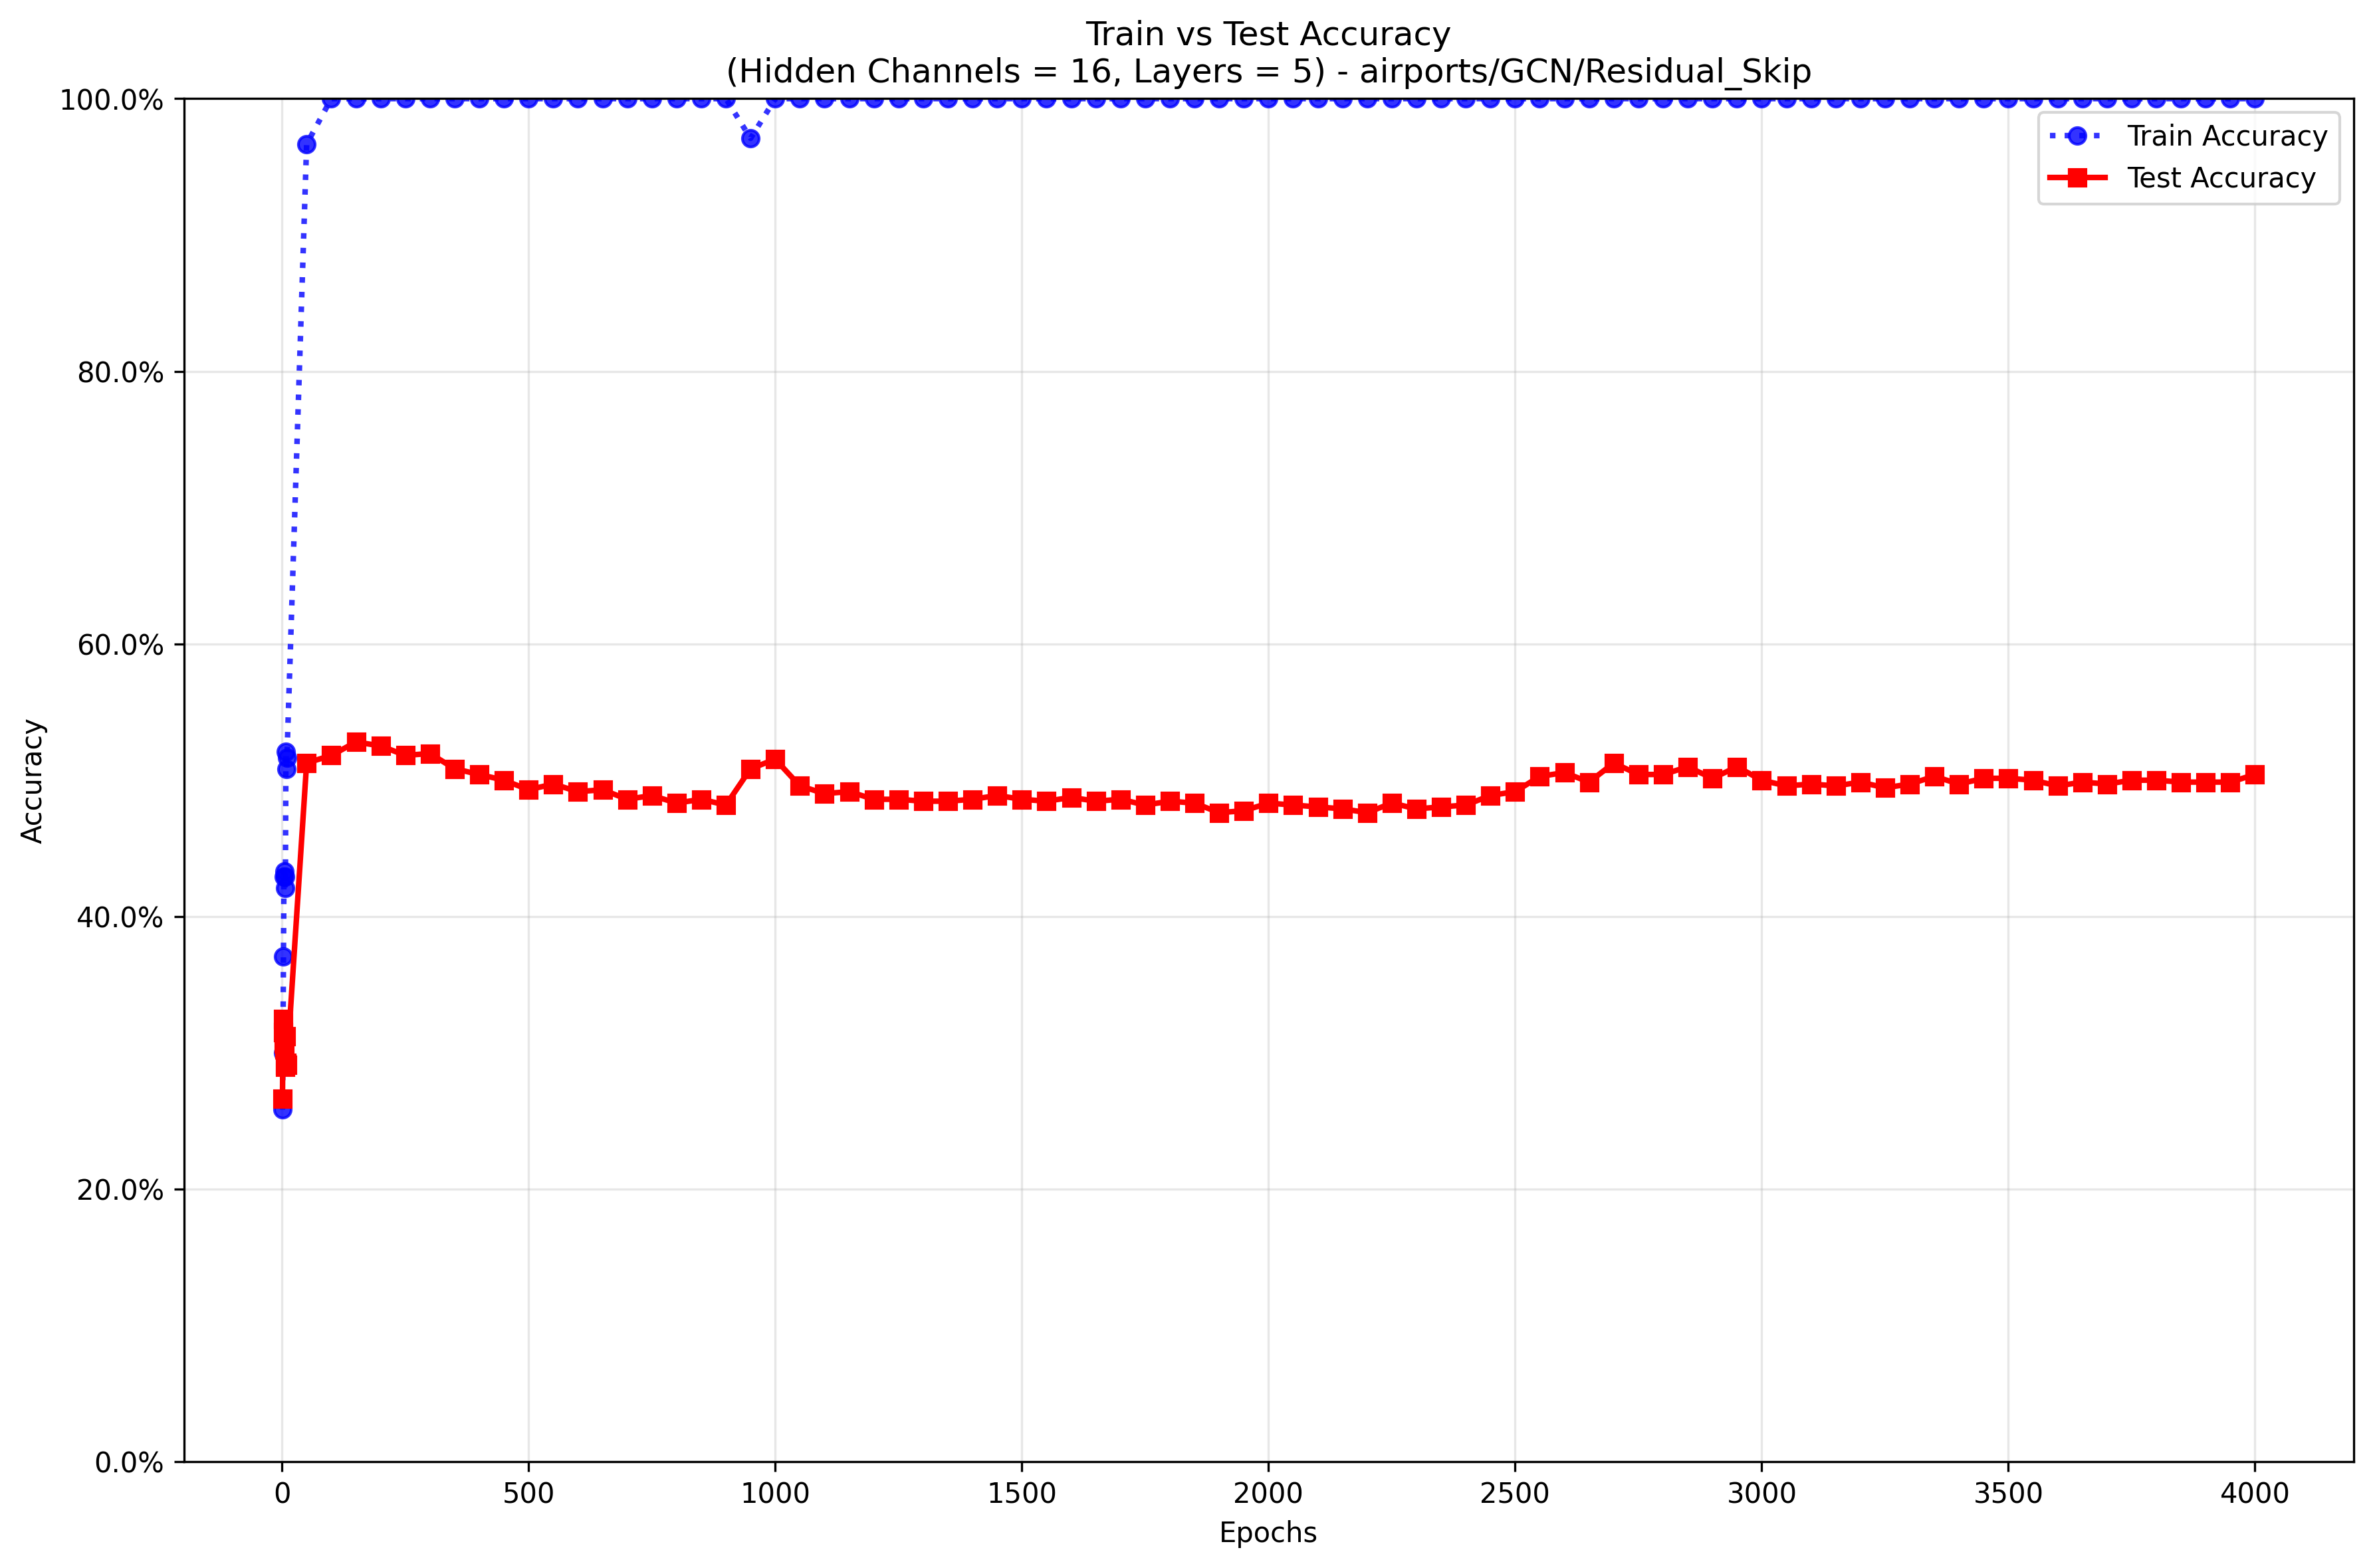 Train vs Test Accuracy
(Hidden Channels = 16, Layers = 5) - airports/GCN/Residual_Skip
100.0%
80.0%
60.0%
40.0%
20.0%
0.0%
Accuracy
Train Accuracy
Test Accuracy
0 500 1000 1500 2000 2500 3000 3500 4000
Epochs